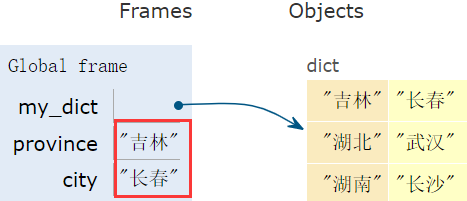 Frames Objects
Global frame
dict
my_dict
"吉林" "长春"
province "吉林"
"湖北" "武汉"
city "长春"
"湖南" "长沙"